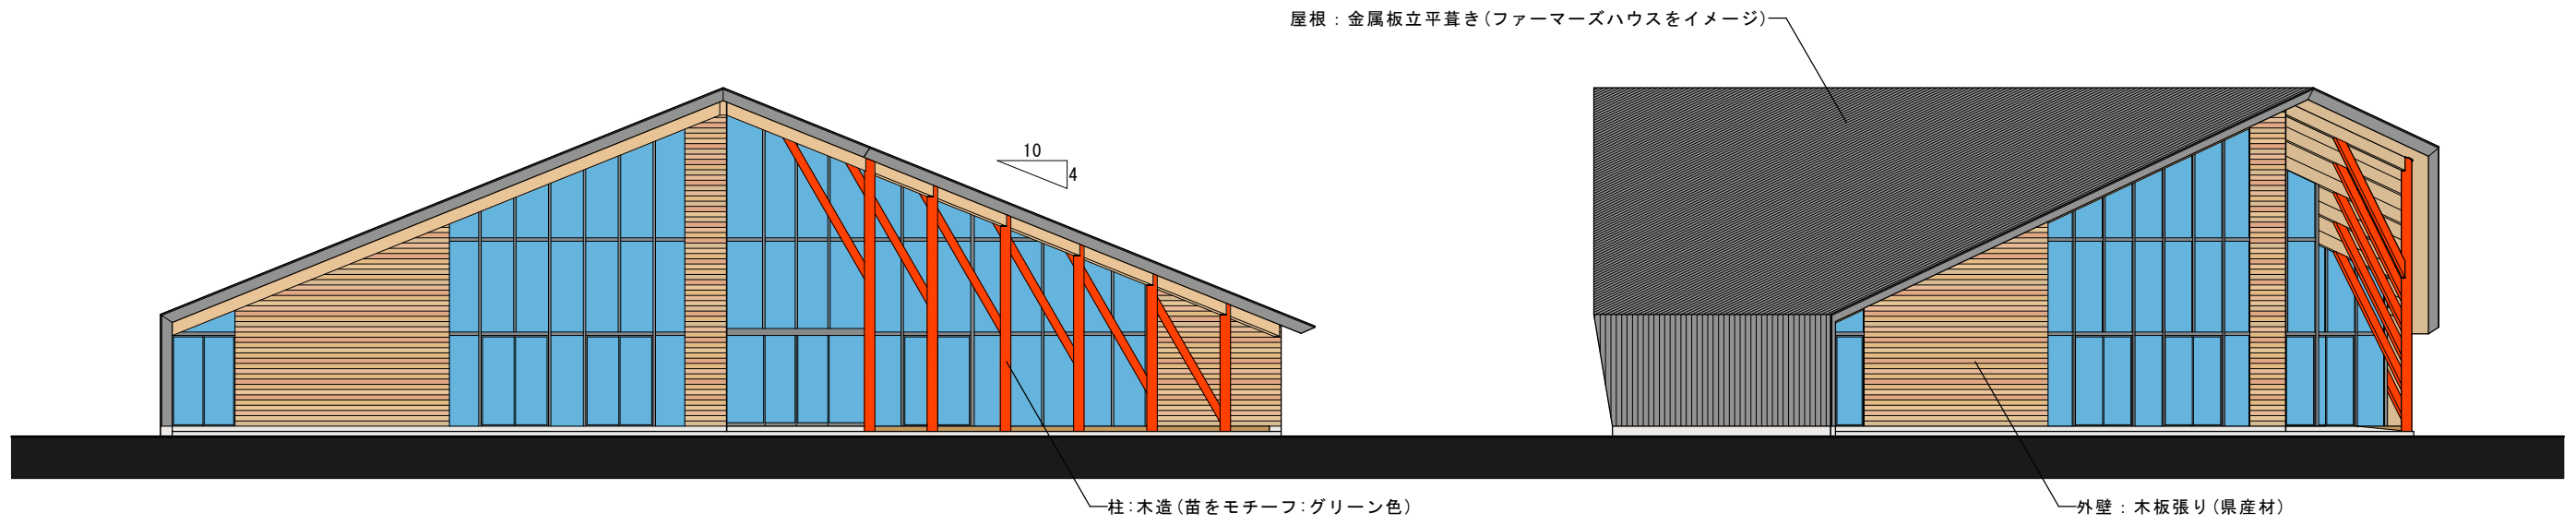 屋根：金属板立平葺き(ファーマーズハウスをイメージ)
10
4
柱:木造(苗をモチーフ:グリーン色)
外壁：木板張り(県産材)